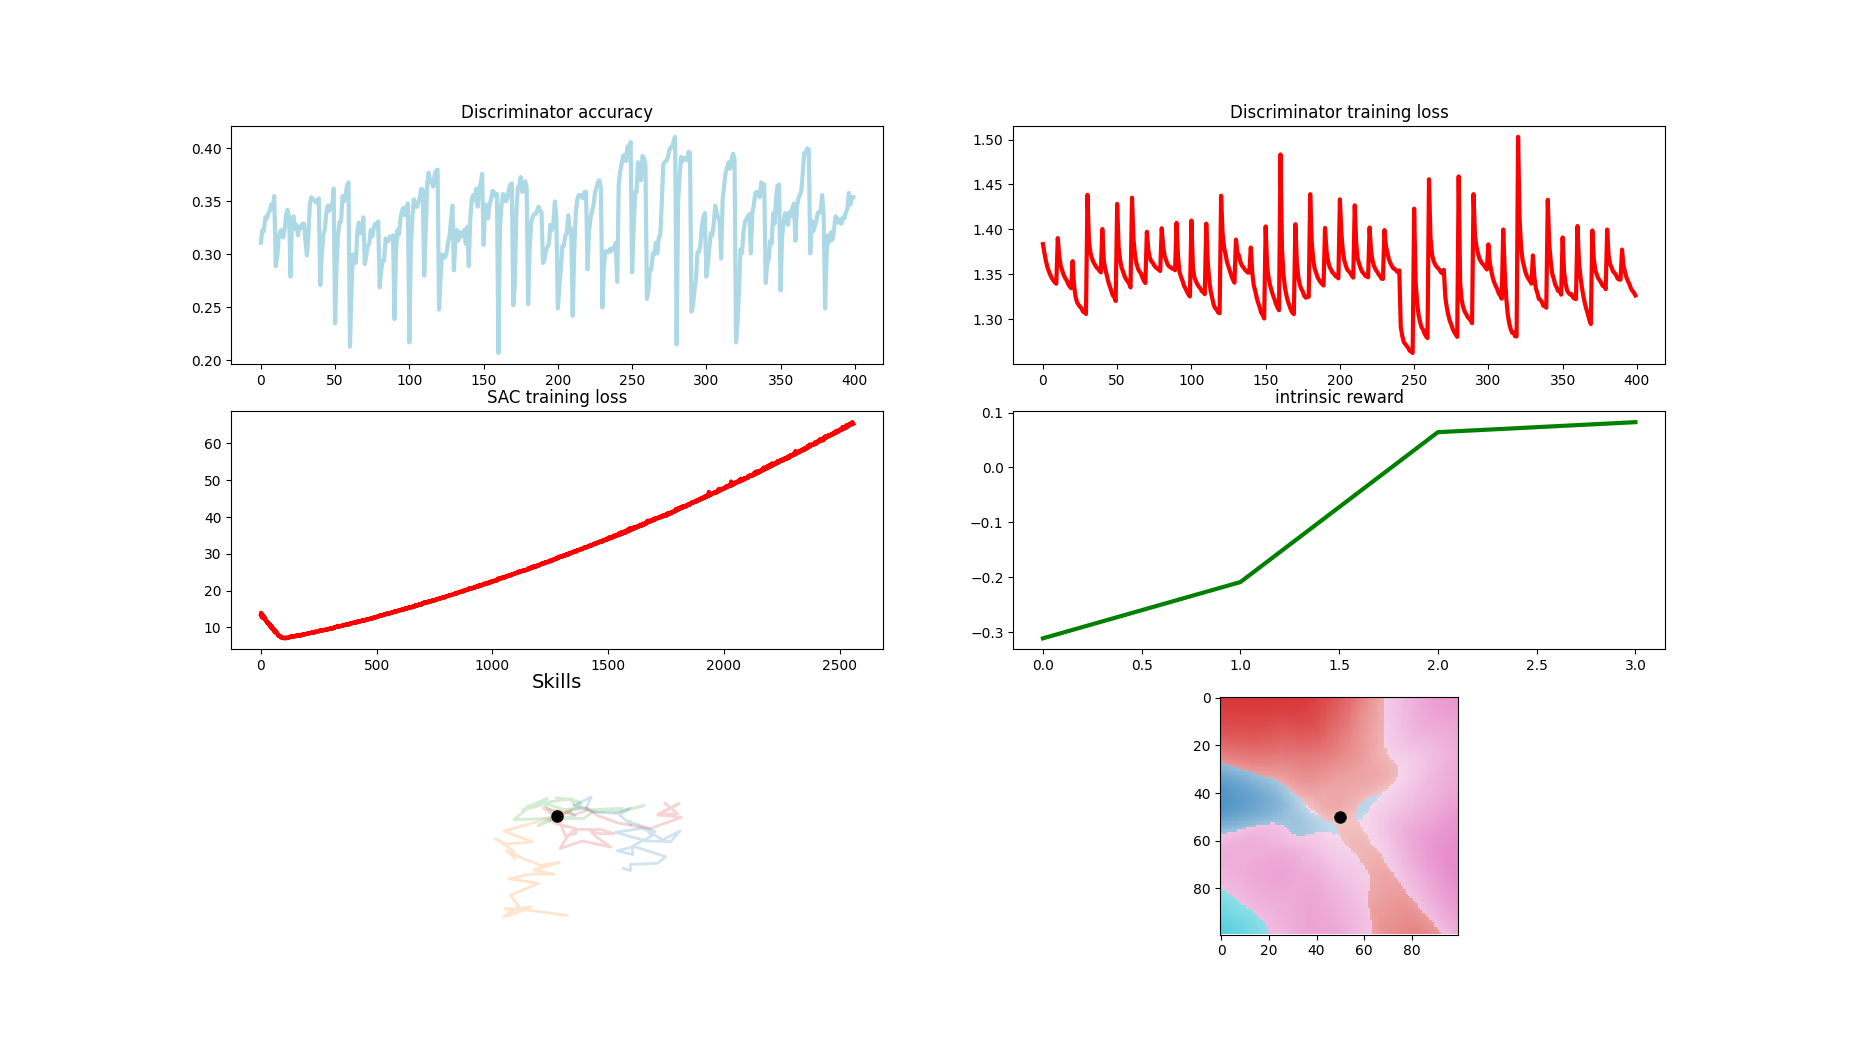 Discriminator accuracy
0.40
0.35
0.30
0.25
0.20
0 50 100 150 200 250 300 350 400
Discriminator training loss
1.50
1.45
1.40
1.35
1.30
0 50 100 150 200 250 300 350 400
SAC training loss
60
50
40
30
20
10
0 500 1000 1500 2000 2500
intrinsic reward
0.1
0.0
−0.1
−0.2
−0.3
0.0 0.5 1.0 1.5 2.0 2.5 3.0
Skills
0
20
40
60
80
0 20 40 60 80